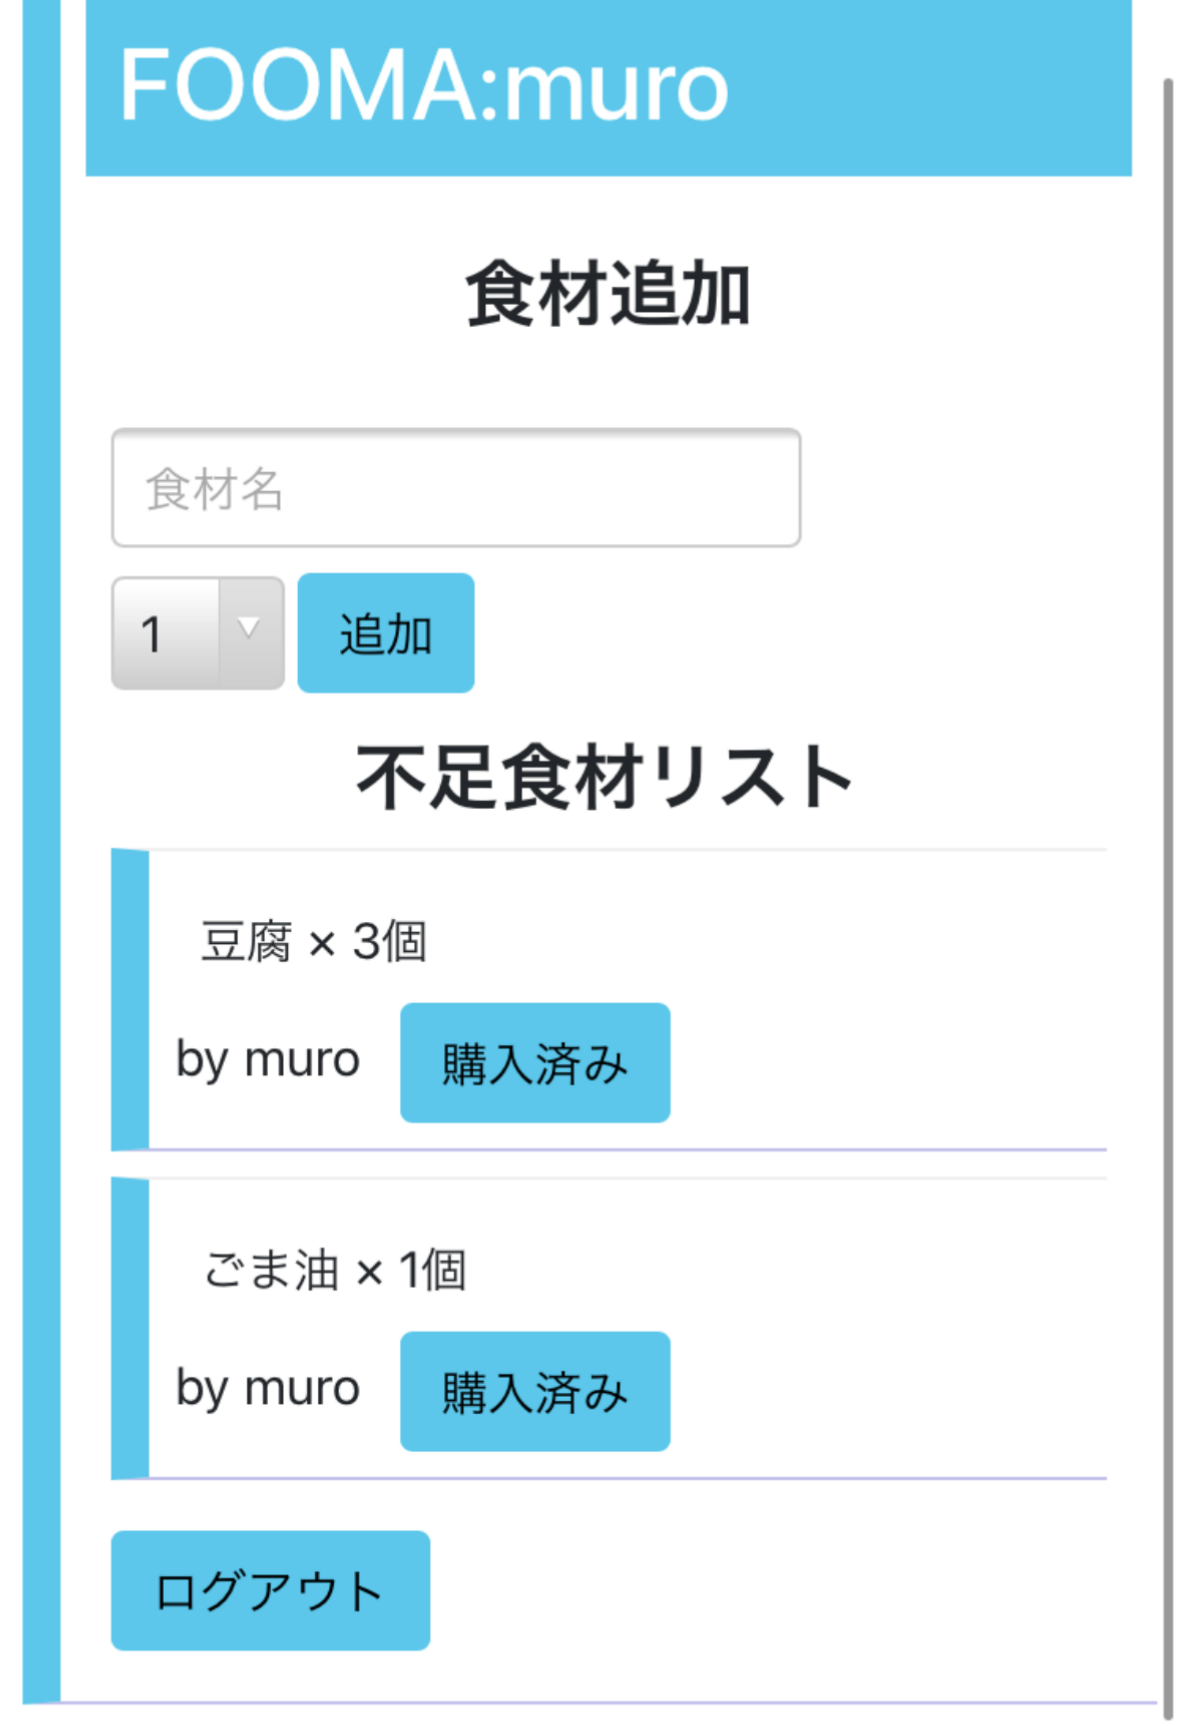 FOOMA:muro
食材追加
食材名
1 追加
不足食材リスト
豆腐 × 3個
by muro 購入済み
ごま油 × 1個
by muro 購入済み
ログアウト